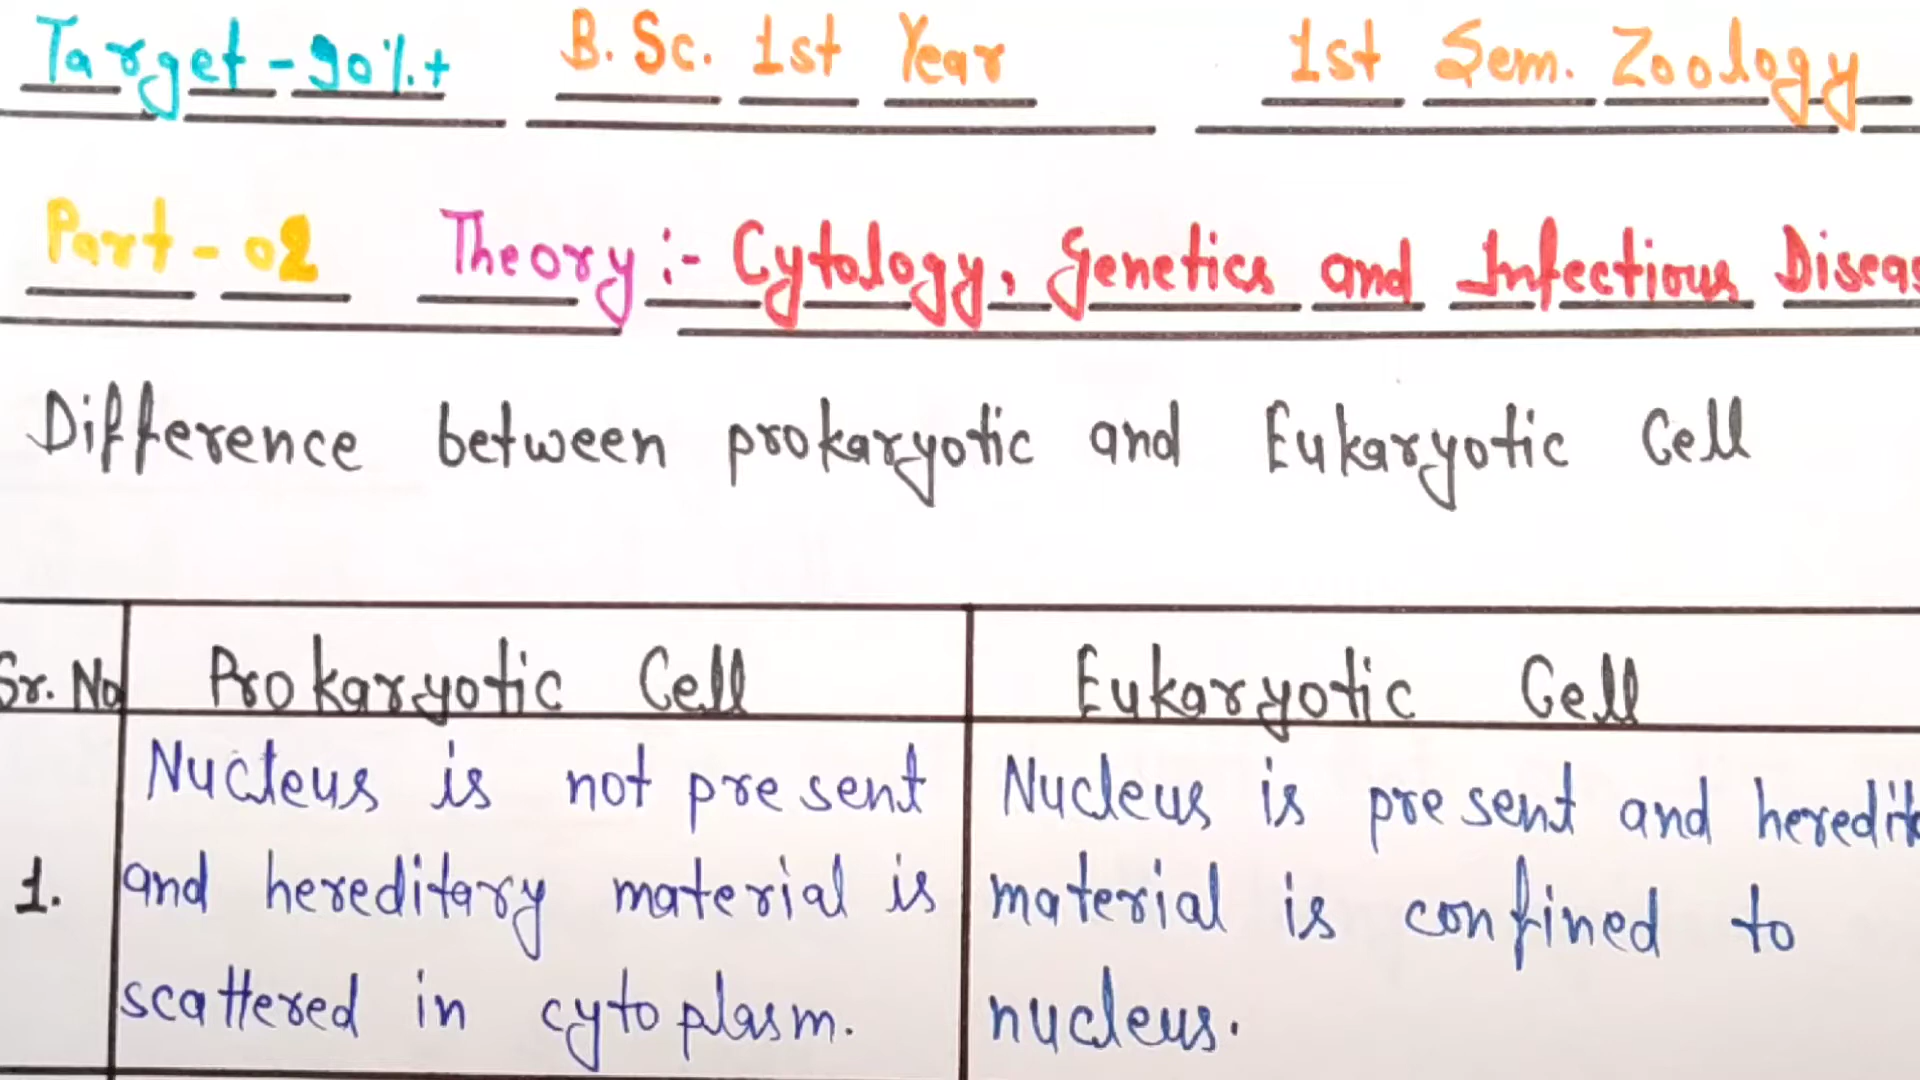 Target-90%+ B.Sc. 1st Year 1st Sem. Zoology
Part-02 Theory:- Cytology, Genetics and Infectious Diseas
Difference between prokaryotic and Eukaryotic Cell
Sr. No Prokaryotic Cell Eukaryotic Cell
1.
Nucleus is not present
and hereditary material is
scattered in cytoplasm.
Nucleus is present and heredit
material is confined to
nucleus.